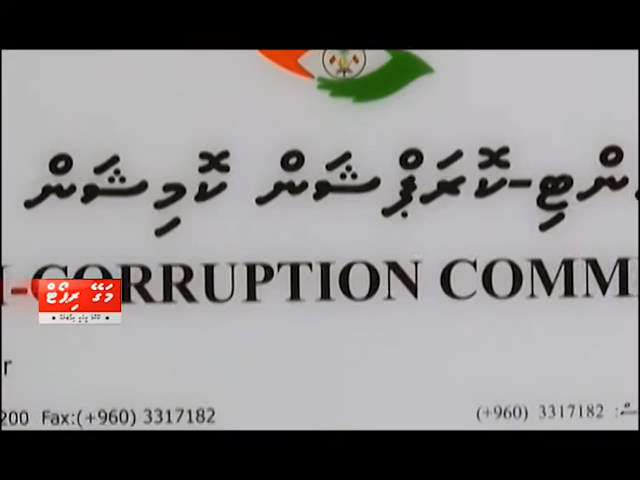 ންޓި-ކޮރަޕްޝަން ކޮމިޝަން
-CORRUPTION COMM
މަގޭ ރިޕޯޓް
r
200 Fax:(+960) 3317182
(+960) 3317182